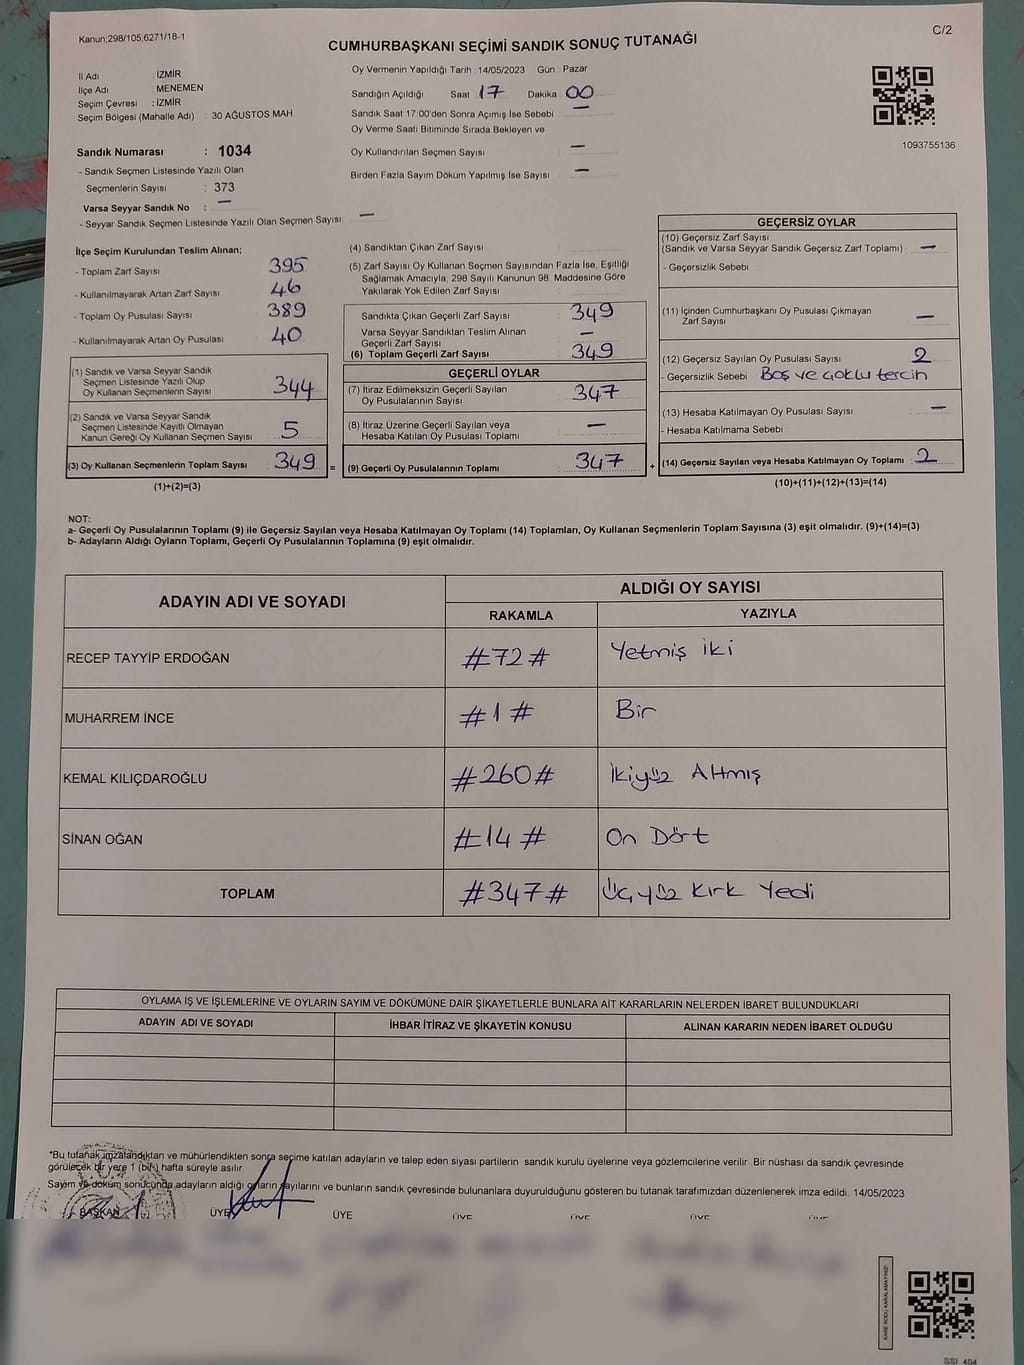 Kanun;298/105;6271/18-1
C/2
CUMHURBAŞKANI SEÇİMİ SANDIK SONUÇ TUTANAĞI
İl Adı : İZMİR
İlçe Adı : MENEMEN
Seçim Çevresi : İZMİR
Seçim Bölgesi (Mahalle Adı) : 30 AĞUSTOS MAH
Oy Vermenin Yapıldığı Tarih : 14/05/2023 Gün : Pazar
Sandığın Açıldığı Saat 17 Dakika 00
Sandık Saat 17:00'den Sonra Açımış İse Sebebi : —
Oy Verme Saati Bitiminde Sırada Bekleyen ve
Oy Kullandırılan Seçmen Sayısı : —
Birden Fazla Sayım Döküm Yapılmış İse Sayısı : —
1093755136
Sandık Numarası : 1034
- Sandık Seçmen Listesinde Yazılı Olan
Seçmenlerin Sayısı : 373
Varsa Seyyar Sandık No : —
- Seyyar Sandık Seçmen Listesinde Yazılı Olan Seçmen Sayısı: —
İlçe Seçim Kurulundan Teslim Alınan;
- Toplam Zarf Sayısı : 395
- Kullanılmayarak Artan Zarf Sayısı : 46
- Toplam Oy Pusulası Sayısı : 389
- Kullanılmayarak Artan Oy Pusulası : 40
(1) Sandık ve Varsa Seyyar Sandık
Seçmen Listesinde Yazılı Olup
Oy Kullanan Seçmenlerin Sayısı : 344
(2) Sandık ve Varsa Seyyar Sandık
Seçmen Listesinde Kayıtlı Olmayan
Kanun Gereği Oy Kullanan Seçmen Sayısı : 5
(3) Oy Kullanan Seçmenlerin Toplam Sayısı : 349 =
(1)+(2)=(3)
(4) Sandıktan Çıkan Zarf Sayısı :
(5) Zarf Sayısı Oy Kullanan Seçmen Sayısından Fazla İse, Eşitliği
Sağlamak Amacıyla, 298 Sayılı Kanunun 98. Maddesine Göre
Yakılarak Yok Edilen Zarf Sayısı :
Sandıkta Çıkan Geçerli Zarf Sayısı : 349
Varsa Seyyar Sandıktan Teslim Alınan
Geçerli Zarf Sayısı : —
(6) Toplam Geçerli Zarf Sayısı : 349
GEÇERLİ OYLAR
(7) İtiraz Edilmeksizin Geçerli Sayılan
Oy Pusulalarının Sayısı : 347
(8) İtiraz Üzerine Geçerli Sayılan veya
Hesaba Katılan Oy Pusulası Toplamı : —
(9) Geçerli Oy Pusulalarının Toplamı : 347 +
GEÇERSİZ OYLAR
(10) Geçersiz Zarf Sayısı
(Sandık ve Varsa Seyyar Sandık Geçersiz Zarf Toplamı) : —
- Geçersizlik Sebebi :
(11) İçinden Cumhurbaşkanı Oy Pusulası Çıkmayan
Zarf Sayısı : —
(12) Geçersiz Sayılan Oy Pusulası Sayısı : 2
- Geçersizlik Sebebi : Boş ve çoklu tercih
(13) Hesaba Katılmayan Oy Pusulası Sayısı : —
- Hesaba Katılmama Sebebi :
(14) Geçersiz Sayılan veya Hesaba Katılmayan Oy Toplamı : 2
(10)+(11)+(12)+(13)=(14)
NOT:
a- Geçerli Oy Pusulalarının Toplamı (9) ile Geçersiz Sayılan veya Hesaba Katılmayan Oy Toplamı (14) Toplamları, Oy Kullanan Seçmenlerin Toplam Sayısına (3) eşit olmalıdır. (9)+(14)=(3)
b- Adayların Aldığı Oyların Toplamı, Geçerli Oy Pusulalarının Toplamına (9) eşit olmalıdır.
ADAYIN ADI VE SOYADI
ALDIĞI OY SAYISI
RAKAMLA YAZIYLA
RECEP TAYYİP ERDOĞAN #72# Yetmiş iki
MUHARREM İNCE #1# Bir
KEMAL KILIÇDAROĞLU #260# ikiyüz Altmış
SİNAN OĞAN #14# On Dört
TOPLAM #347# Üçyüz Kırk Yedi
OYLAMA İŞ VE İŞLEMLERİNE VE OYLARIN SAYIM VE DÖKÜMÜNE DAİR ŞİKAYETLERLE BUNLARA AİT KARARLARIN NELERDEN İBARET BULUNDUKLARI
ADAYIN ADI VE SOYADI İHBAR İTİRAZ VE ŞİKAYETİN KONUSU ALINAN KARARIN NEDEN İBARET OLDUĞU
*Bu tutanak imzalandıktan ve mühürlendikten sonra seçime katılan adayların ve talep eden siyasi partilerin sandık kurulu üyelerine veya gözlemcilerine verilir. Bir nüshası da sandık çevresinde
görülecek bir yere 1 (bir) hafta süreyle asılır.
Sayım ve döküm sonucunda adayların aldığı oyların sayılarını ve bunların sandık çevresinde bulunanlara duyurulduğunu gösteren bu tutanak tarafımızdan düzenlenerek imza edildi. 14/05/2023
BAŞKAN ÜYE ÜYE ÜYE ÜYE ÜYE ÜYE
KARE KODU KARALAMAYINIZ!
SSI_404